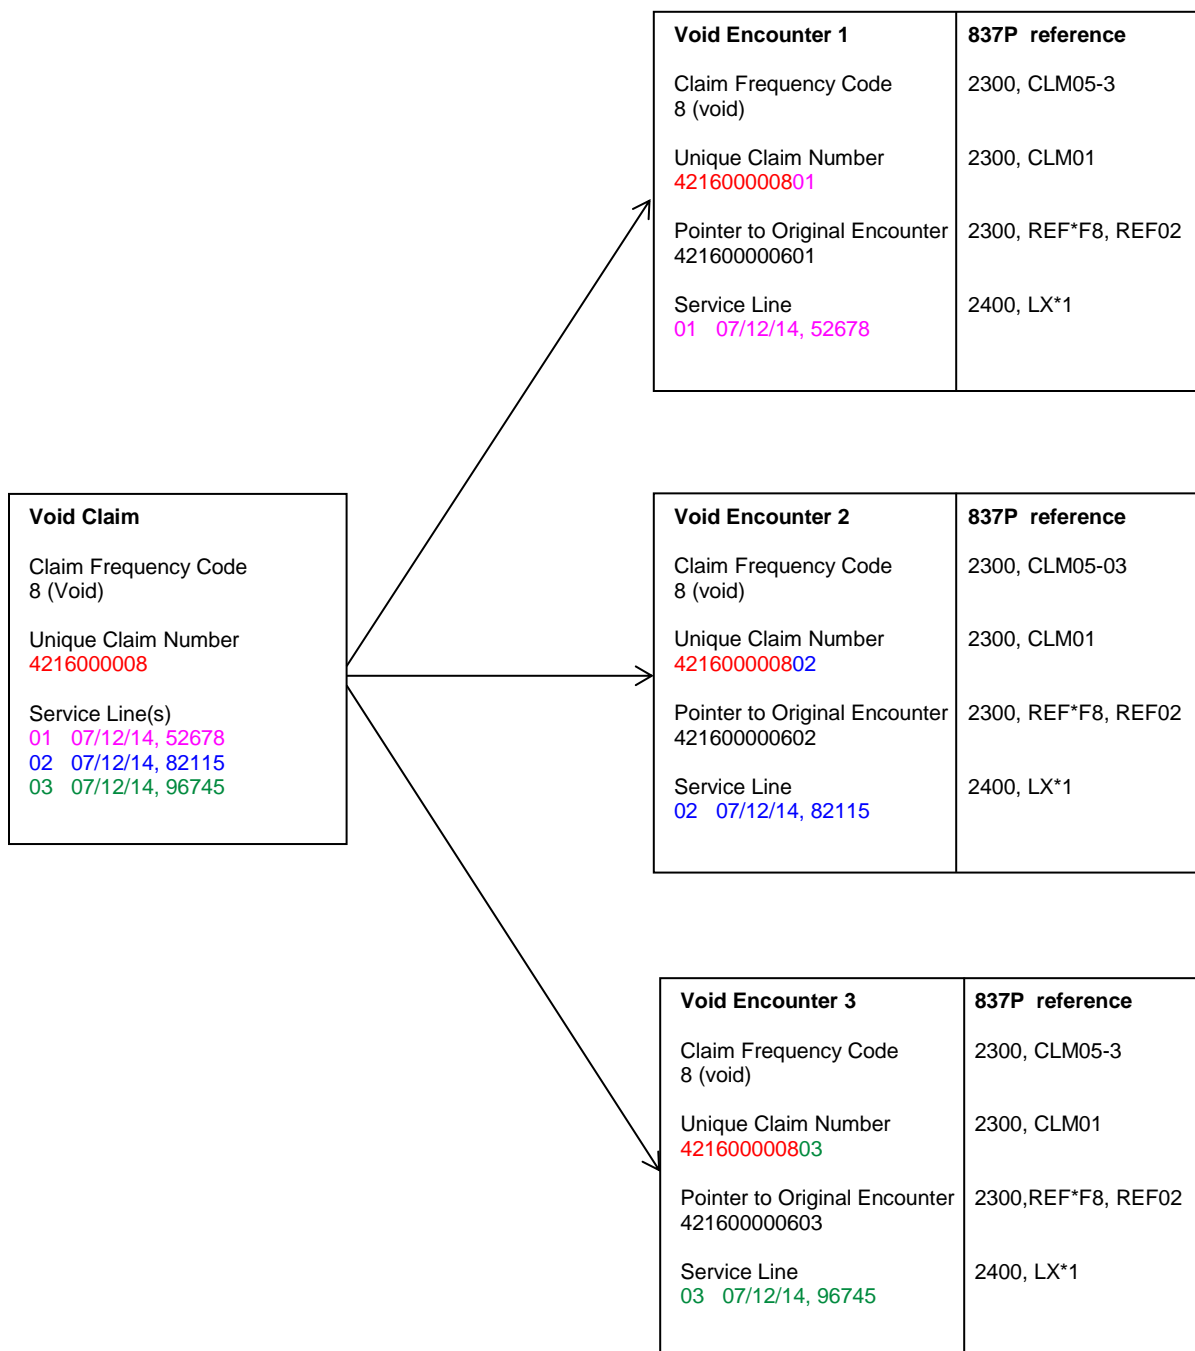 Void Claim
Claim Frequency Code
8 (Void)
Unique Claim Number
4216000008
Service Line(s)
01 07/12/14, 52678
02 07/12/14, 82115
03 07/12/14, 96745
Void Encounter 1 837P reference
Claim Frequency Code 2300, CLM05-3
8 (void)
Unique Claim Number 2300, CLM01
421600000801
Pointer to Original Encounter 2300, REF*F8, REF02
421600000601
Service Line 2400, LX*1
01 07/12/14, 52678
Void Encounter 2 837P reference
Claim Frequency Code 2300, CLM05-03
8 (void)
Unique Claim Number 2300, CLM01
421600000802
Pointer to Original Encounter 2300, REF*F8, REF02
421600000602
Service Line 2400, LX*1
02 07/12/14, 82115
Void Encounter 3 837P reference
Claim Frequency Code 2300, CLM05-3
8 (void)
Unique Claim Number 2300, CLM01
421600000803
Pointer to Original Encounter 2300,REF*F8, REF02
421600000603
Service Line 2400, LX*1
03 07/12/14, 96745